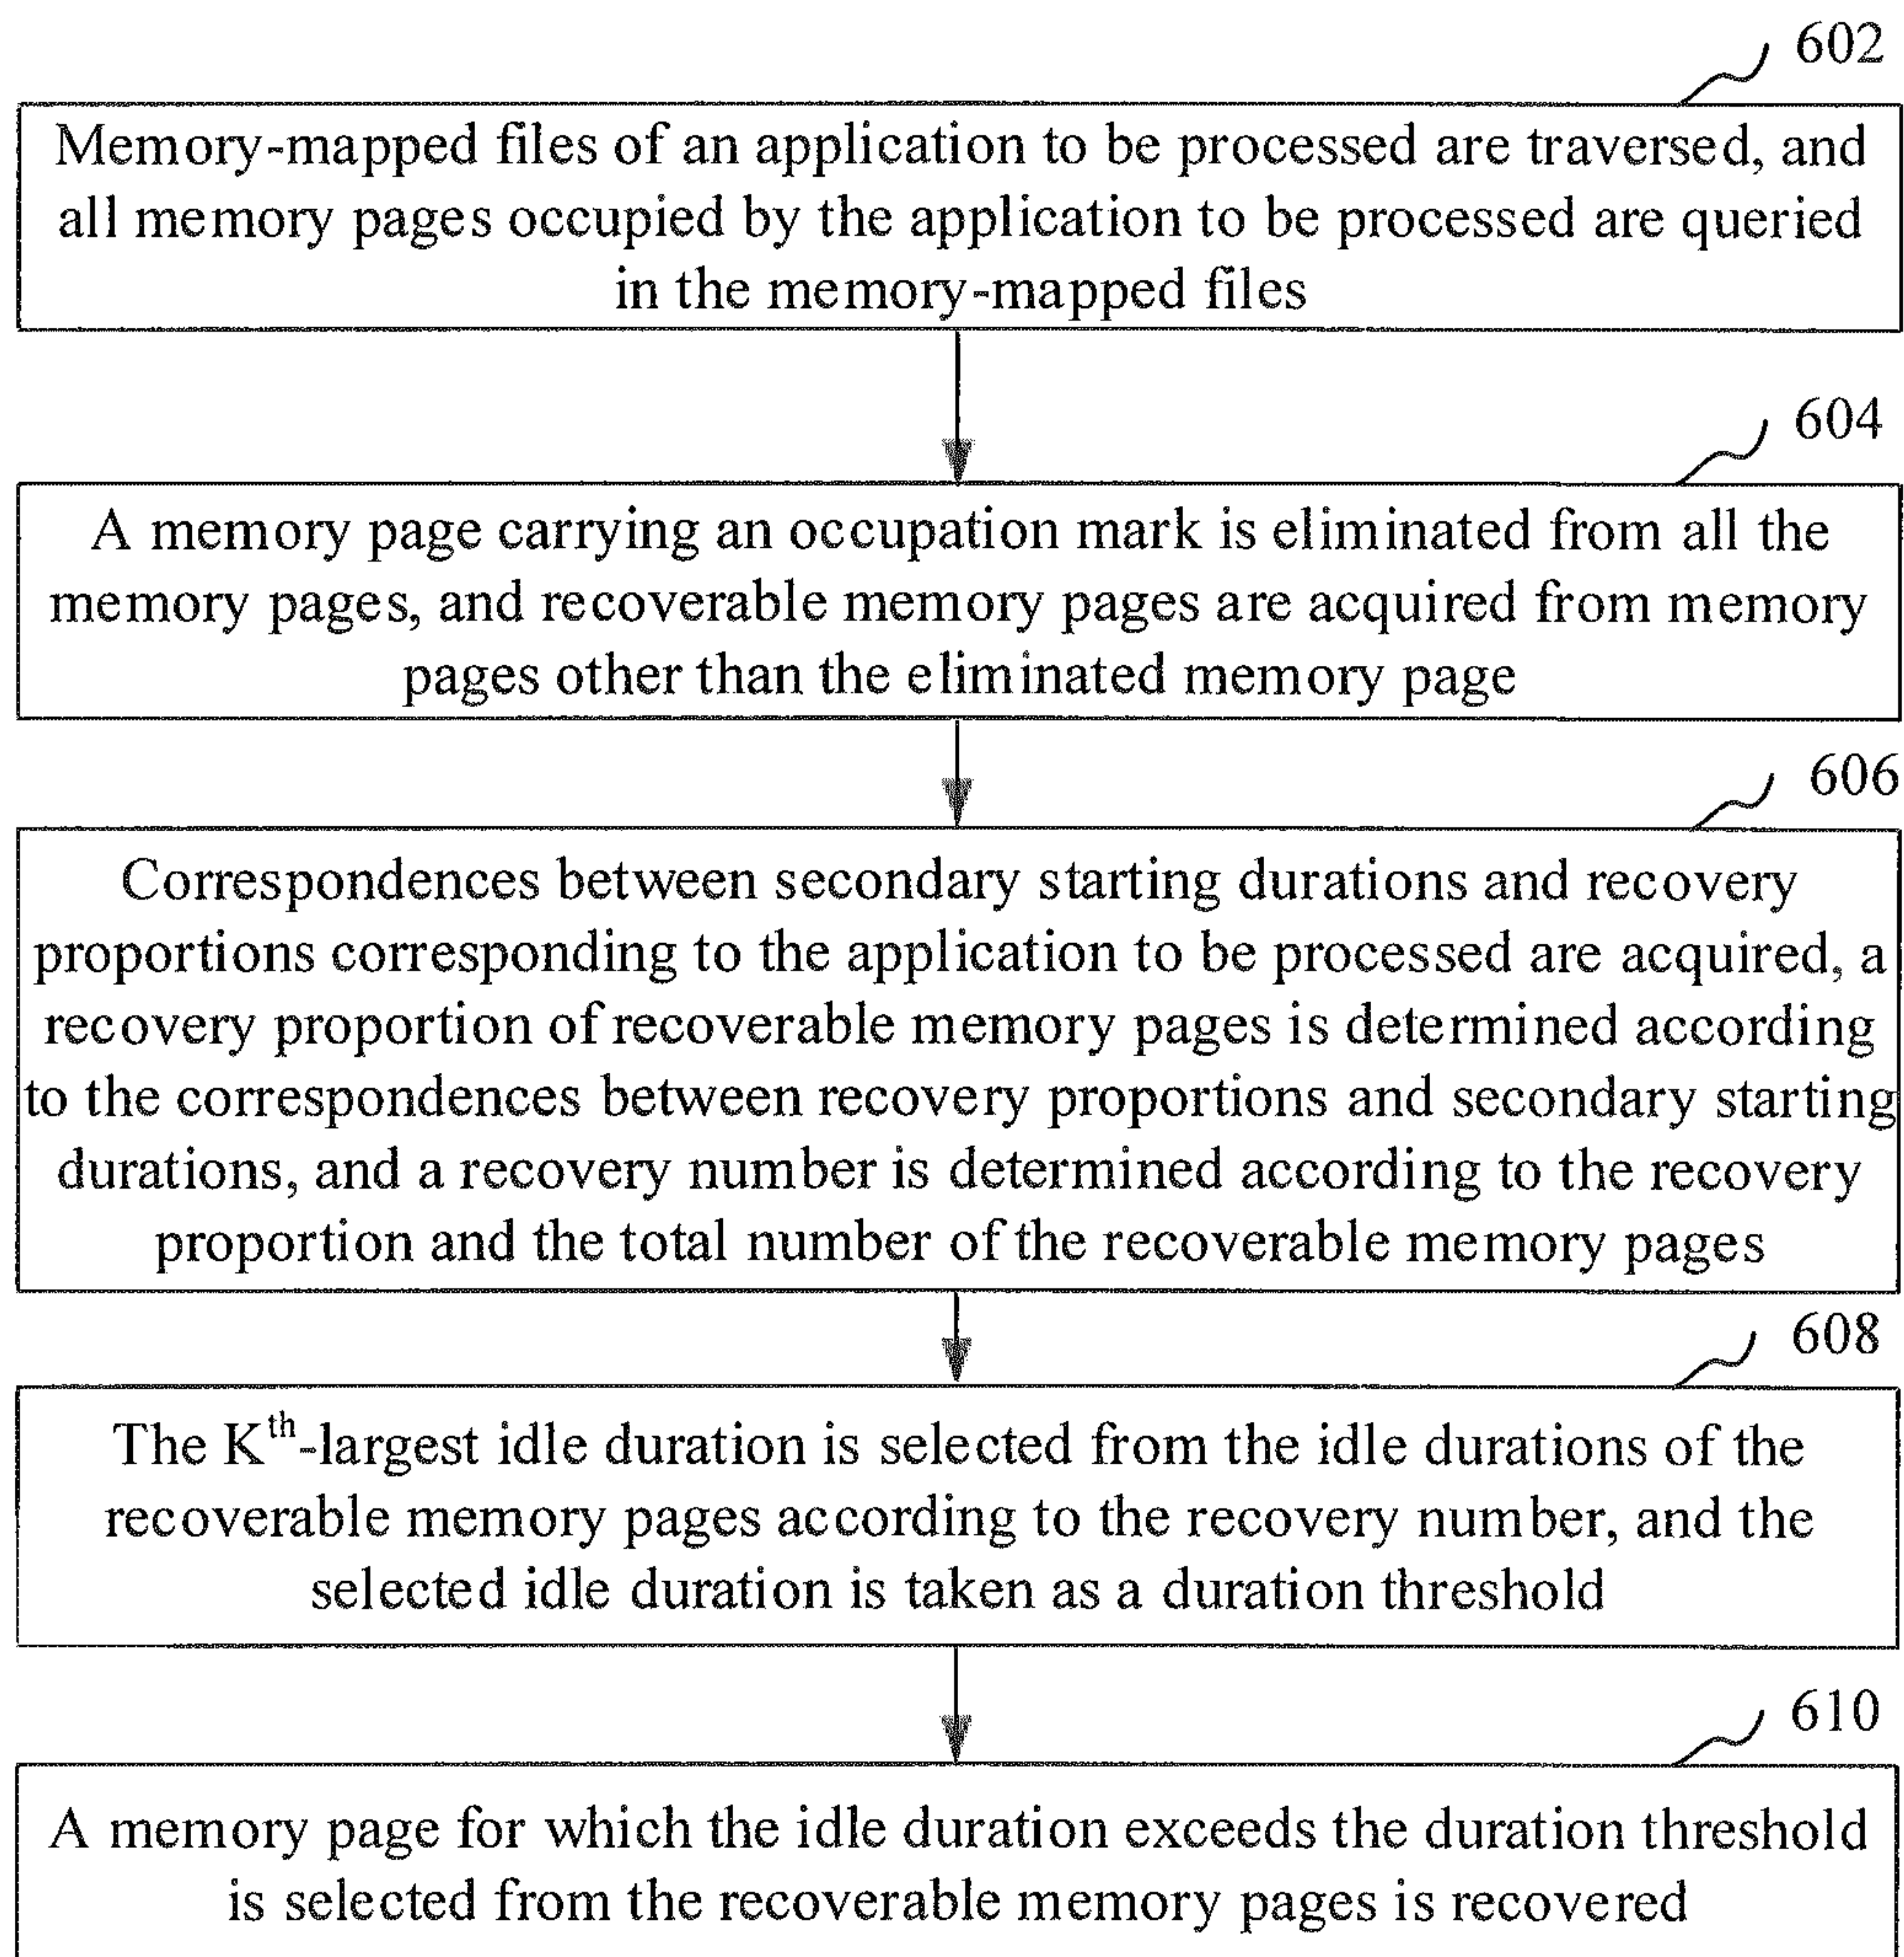 602
Memory-mapped files of an application to be processed are traversed, and
all memory pages occupied by the application to be processed are queried
in the memory-mapped files
604
A memory page carrying an occupation mark is eliminated from all the
memory pages, and recoverable memory pages are acquired from memory
pages other than the eliminated memory page
606
Correspondences between secondary starting durations and recovery
proportions corresponding to the application to be processed are acquired, a
recovery proportion of recoverable memory pages is determined according
to the correspondences between recovery proportions and secondary starting
durations, and a recovery number is determined according to the recovery
proportion and the total number of the recoverable memory pages
608
The Kth-largest idle duration is selected from the idle durations of the
recoverable memory pages according to the recovery number, and the
selected idle duration is taken as a duration threshold
610
A memory page for which the idle duration exceeds the duration threshold
is selected from the recoverable memory pages is recovered